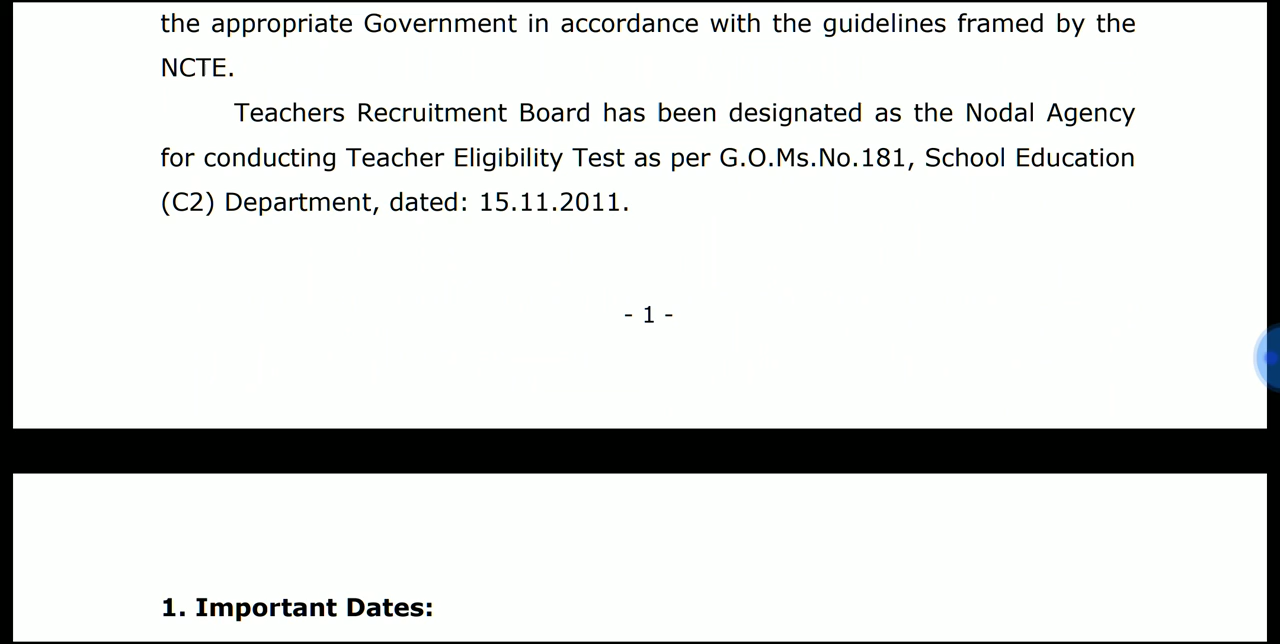 the appropriate Government in accordance with the guidelines framed by the
NCTE.
Teachers Recruitment Board has been designated as the Nodal Agency
for conducting Teacher Eligibility Test as per G.O.Ms.No.181, School Education
(C2) Department, dated: 15.11.2011.
- 1 -
1. Important Dates: